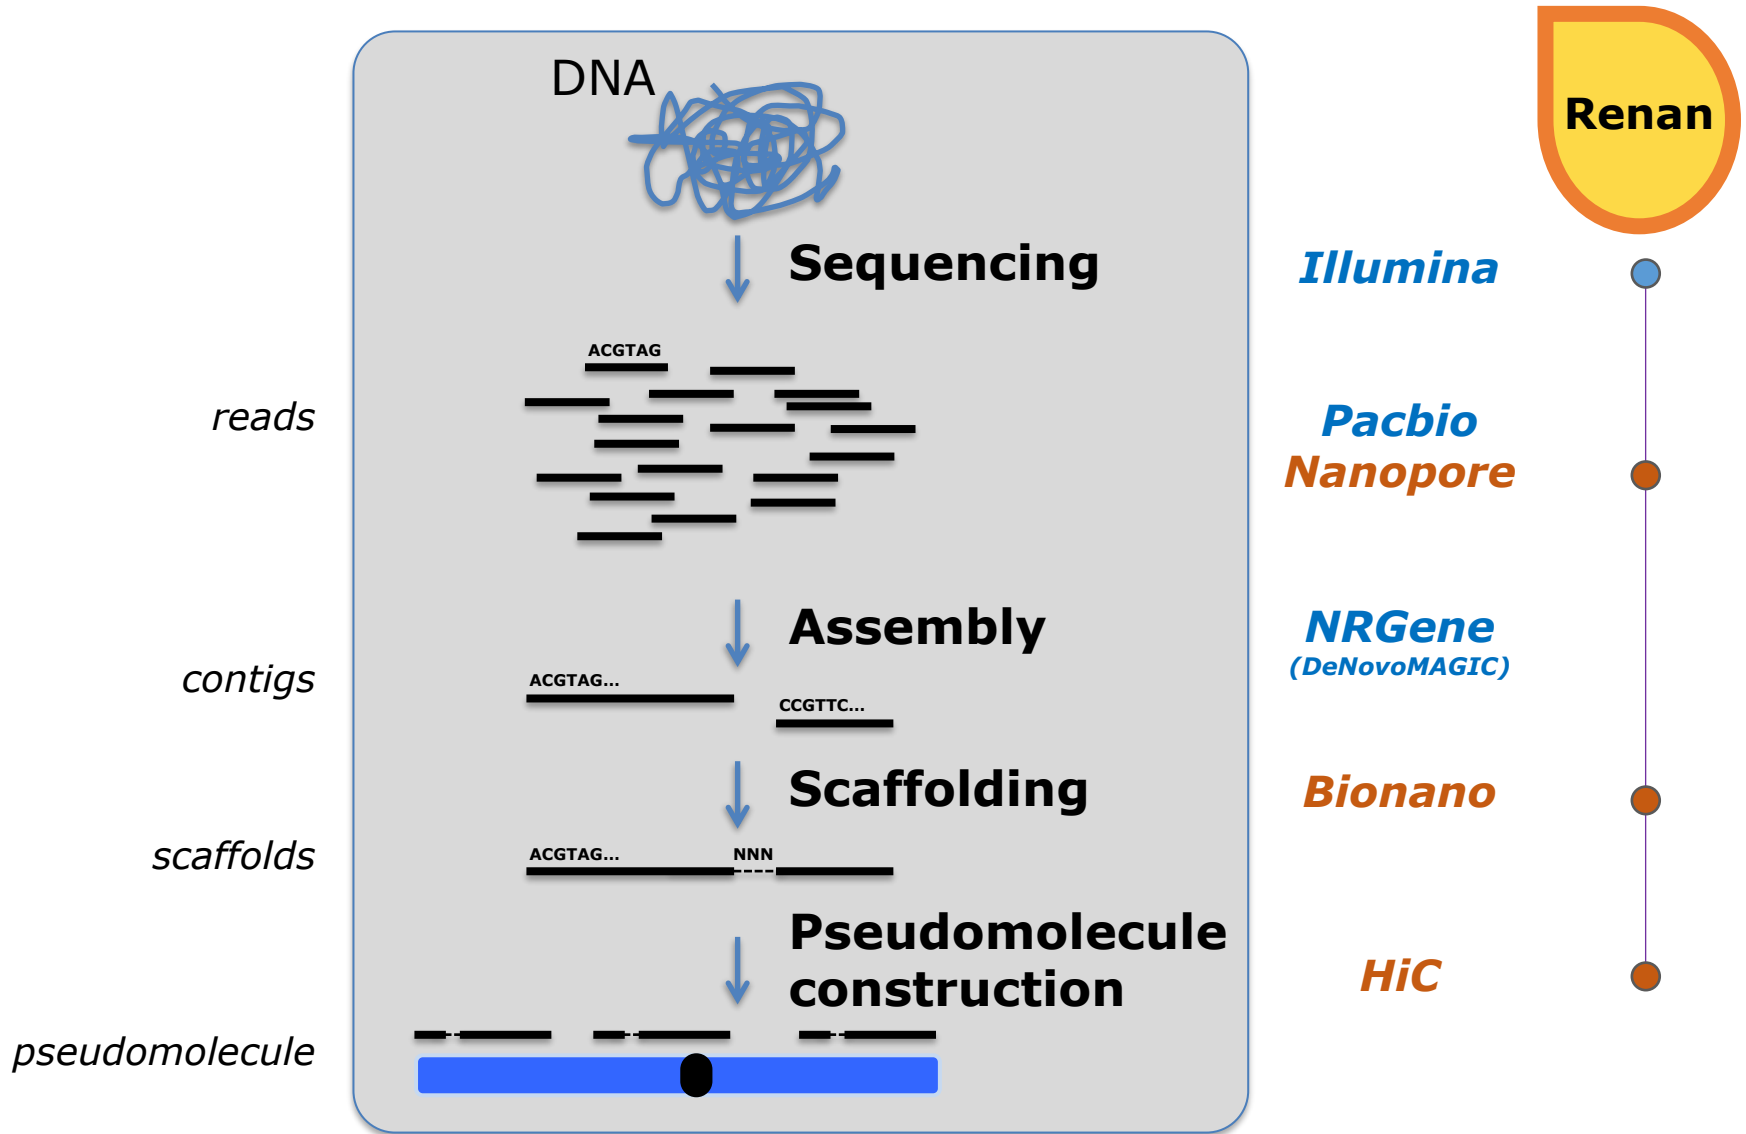 DNA
Renan
Sequencing
Illumina
ACGTAG
reads
Pacbio
Nanopore
Assembly
NRGene
(DeNovoMAGIC)
contigs
ACGTAG...
CCGTTC...
Scaffolding
Bionano
scaffolds
ACGTAG...
NNN
Pseudomolecule
construction
HiC
pseudomolecule